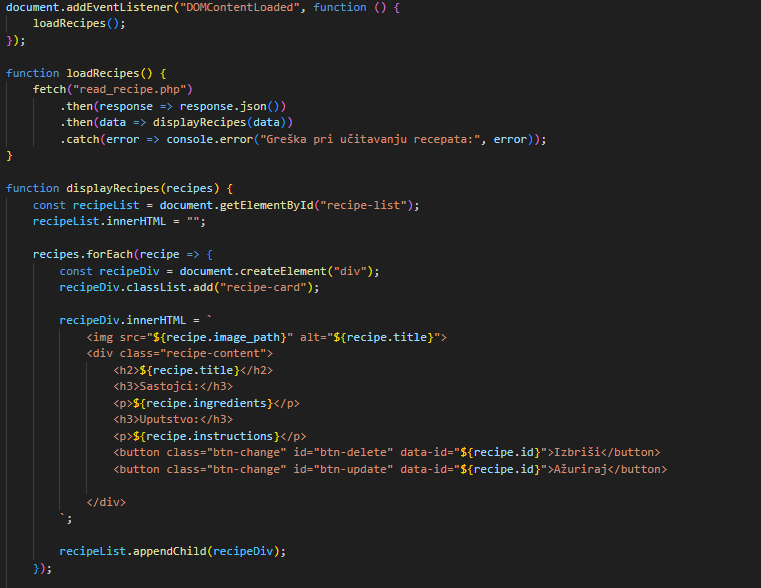 document.addEventListener("DOMContentLoaded", function () {
    loadRecipes();
});

function loadRecipes() {
    fetch("read_recipe.php")
        .then(response => response.json())
        .then(data => displayRecipes(data))
        .catch(error => console.error("Greška pri učitavanju recepata:", error));
}

function displayRecipes(recipes) {
    const recipeList = document.getElementById("recipe-list");
    recipeList.innerHTML = "";

    recipes.forEach(recipe => {
        const recipeDiv = document.createElement("div");
        recipeDiv.classList.add("recipe-card");

        recipeDiv.innerHTML = `
            <img src="${recipe.image_path}" alt="${recipe.title}">
            <div class="recipe-content">
                <h2>${recipe.title}</h2>
                <h3>Sastojci:</h3>
                <p>${recipe.ingredients}</p>
                <h3>Uputstvo:</h3>
                <p>${recipe.instructions}</p>
                <button class="btn-change" id="btn-delete" data-id="${recipe.id}">Izbriši</button>
                <button class="btn-change" id="btn-update" data-id="${recipe.id}">Ažuriraj</button>

            </div>
        `;

        recipeList.appendChild(recipeDiv);
    });